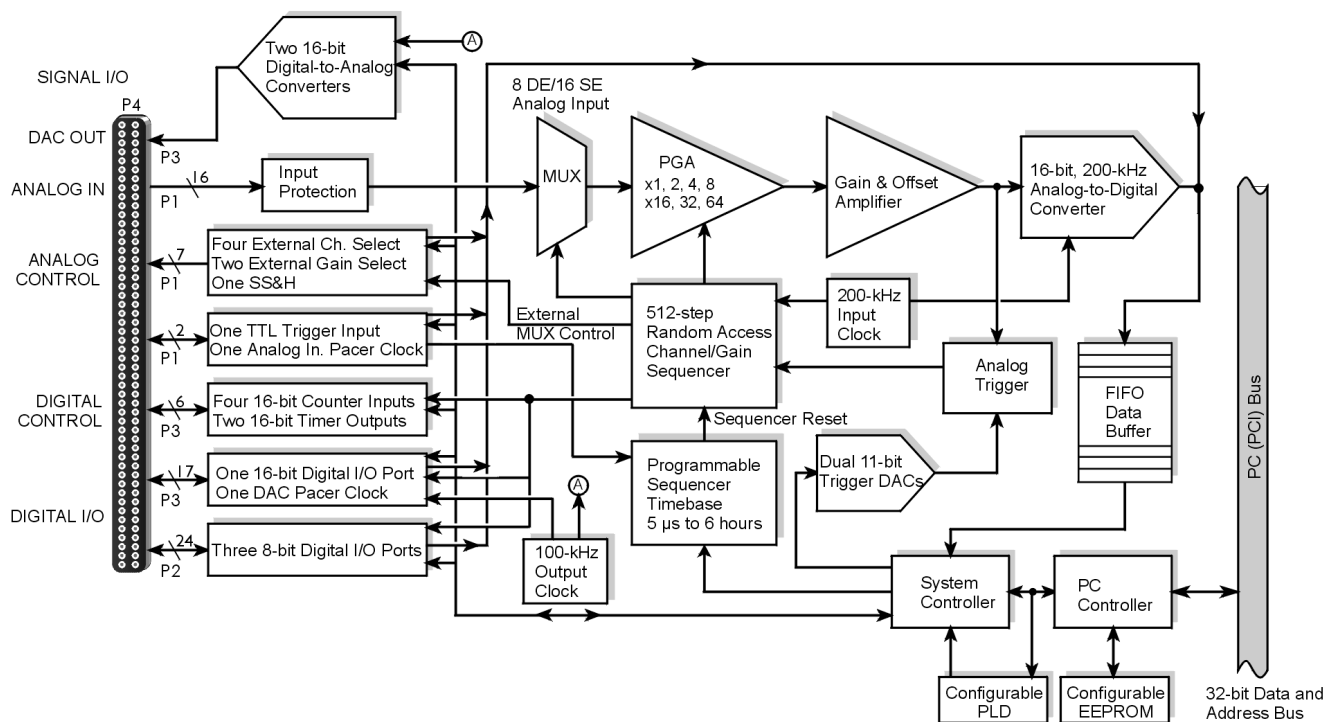 Two 16-bit
Digital-to-Analog
Converters
A
SIGNAL I/O
P4
DAC OUT
P3
ANALOG IN
16
P1
Input
Protection
8 DE/16 SE
Analog Input
MUX
PGA
x1, 2, 4, 8
x16, 32, 64
Gain & Offset
Amplifier
16-bit, 200-kHz
Analog-to-Digital
Converter
ANALOG
CONTROL
7
P1
Four External Ch. Select
Two External Gain Select
One SS&H
External
MUX Control
512-step
Random Access
Channel/Gain
Sequencer
200-kHz
Input
Clock
2
P1
One TTL Trigger Input
One Analog In. Pacer Clock
Analog
Trigger
FIFO
Data
Buffer
PC (PCI) Bus
DIGITAL
CONTROL
6
P3
Four 16-bit Counter Inputs
Two 16-bit Timer Outputs
Sequencer Reset
17
P3
One 16-bit Digital I/O Port
One DAC Pacer Clock
A
Programmable
Sequencer
Timebase
5 µs to 6 hours
Dual 11-bit
Trigger DACs
DIGITAL I/O
24
P2
Three 8-bit Digital I/O Ports
100-kHz
Output
Clock
System
Controller
PC
Controller
Configurable
PLD
Configurable
EEPROM
32-bit Data and
Address Bus